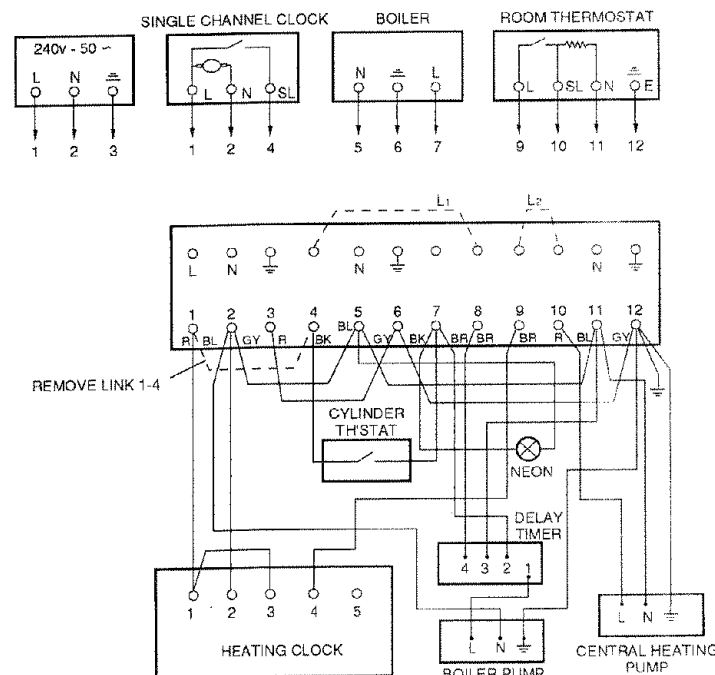 SINGLE CHANNEL CLOCK BOILER ROOM THERMOSTAT
240v - 50 ~
L N
L N SL
N L
L SL N E
1 2 3 1 2 4 5 6 7 9 10 11 12
L1 L2
L N N N
1 2 3 4 5 6 7 8 9 10 11 12
R BL GY R BK BL GY BK BR BR BR R BL GY
REMOVE LINK 1-4
CYLINDER
TH'STAT
NEON
DELAY
TIMER
4 3 2 1
1 2 3 4 5
HEATING CLOCK
L N
BOILER PUMP
L N
CENTRAL HEATING
PUMP